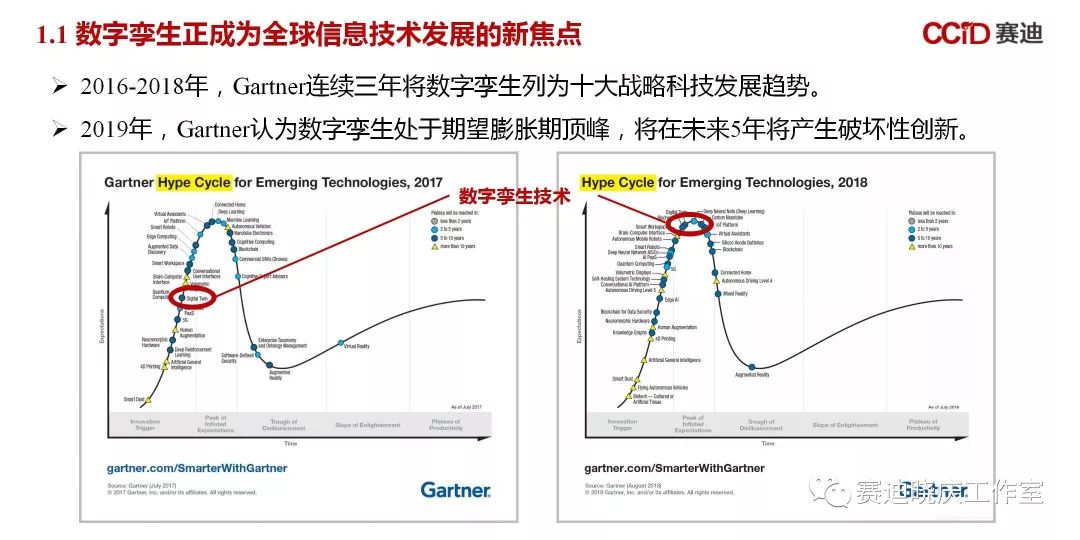 1.1 数字孪生正成为全球信息技术发展的新焦点
CCID 赛迪
➢ 2016-2018年，Gartner连续三年将数字孪生列为十大战略科技发展趋势。
➢ 2019年，Gartner认为数字孪生处于期望膨胀期顶峰，将在未来5年将产生破坏性创新。
Gartner Hype Cycle for Emerging Technologies, 2017
数字孪生技术
Connected Home
Deep Learning
Virtual Assistants
Machine Learning
IoT Platform
Autonomous Vehicles
Smart Robots
Nanotube Electronics
Edge Computing
Cognitive Computing
Augmented Data
Discovery
Blockchain
Commercial UAVs (Drones)
Smart Workspace
Conversational
User Interfaces
Cognitive Expert Advisors
Brain-Computer
Interface
Volumetric
Quantum
Digital Twin
PaaS
5G
Human
Augmentation
Neuromorphic
Hardware
Deep Reinforcement
Learning
Artificial General
Intelligence
4D Printing
Smart Dust
Enterprise Taxonomy
and Ontology Management
Software-Defined
Security
Augmented
Reality
Virtual Reality
Plateau will be reached in:
less than 2 years
2 to 5 years
5 to 10 years
more than 10 years
Expectations
As of July 2017
Innovation
Trigger
Peak of
Inflated
Expectations
Trough of
Disillusionment
Slope of Enlightenment
Plateau of
Productivity
Time
gartner.com/SmarterWithGartner
Source: Gartner (July 2017)
© 2017 Gartner, Inc. and/or its affiliates. All rights reserved.
Gartner.
Hype Cycle for Emerging Technologies, 2018
Digital Twin
Deep Neural Nets (Deep Learning)
Carbon Nanotube
IoT Platform
Smart Workspace
Virtual Assistants
Brain-Computer Interface
Autonomous Mobile Robots
Silicon Anode Batteries
Smart Robots
Blockchain
Deep Neural Network ASICs
AI PaaS
Quantum Computing
5G
Volumetric Displays
Self-Healing System Technology
Conversational AI Platform
Autonomous Driving Level 5
Connected Home
Autonomous Driving Level 4
Edge AI
Mixed Reality
Blockchain for Data Security
Neuromorphic Hardware
Human Augmentation
Knowledge Graphs
4D Printing
Artificial General Intelligence
Smart Dust
Flying Autonomous Vehicles
Biotech — Cultured or
Artificial Tissue
Augmented Reality
Plateau will be reached in:
less than 2 years
2 to 5 years
5 to 10 years
more than 10 years
Expectations
As of July 2018
Innovation
Trigger
Peak of
Inflated
Expectations
Trough of
Disillusionment
Slope of Enlightenment
Plateau of
Productivity
Time
gartner.com/SmarterWithGartner
Source: Gartner (August 2018)
© 2018 Gartner, Inc. and/or its affiliates. All rights reserved.
Gartner.
赛迪晓庆工作室